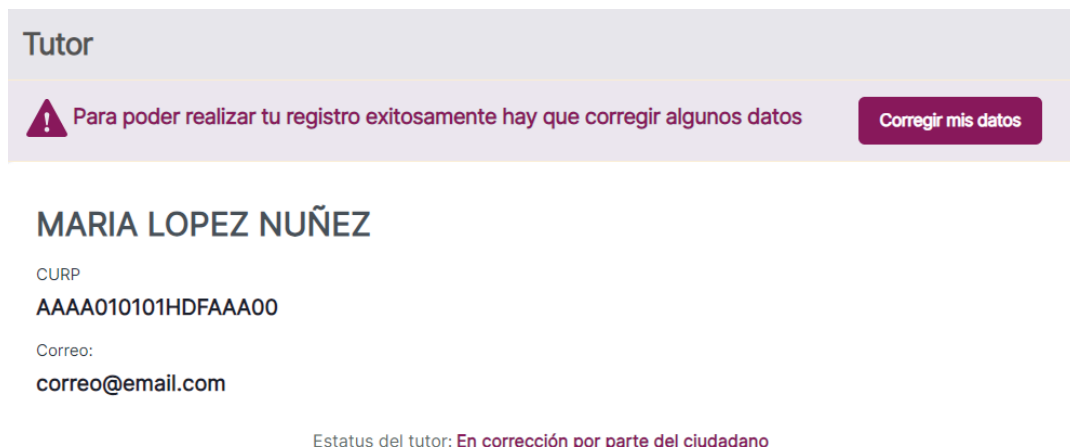 Tutor
Para poder realizar tu registro exitosamente hay que corregir algunos datos
Corregir mis datos
MARIA LOPEZ NUÑEZ
CURP
AAAA010101HDFAAA00
Correo:
correo@email.com
Estatus del tutor: En corrección por parte del ciudadano